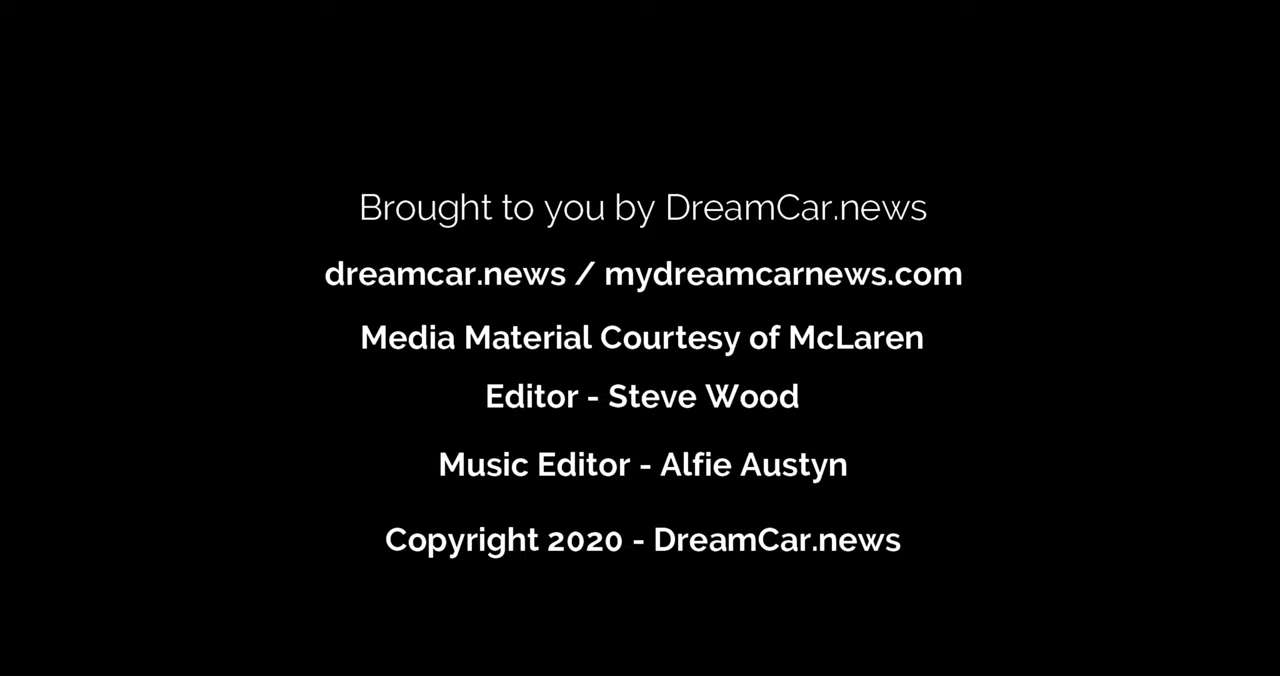 Brought to you by DreamCar.news
dreamcar.news / mydreamcarnews.com
Media Material Courtesy of McLaren
Editor - Steve Wood
Music Editor - Alfie Austyn
Copyright 2020 - DreamCar.news